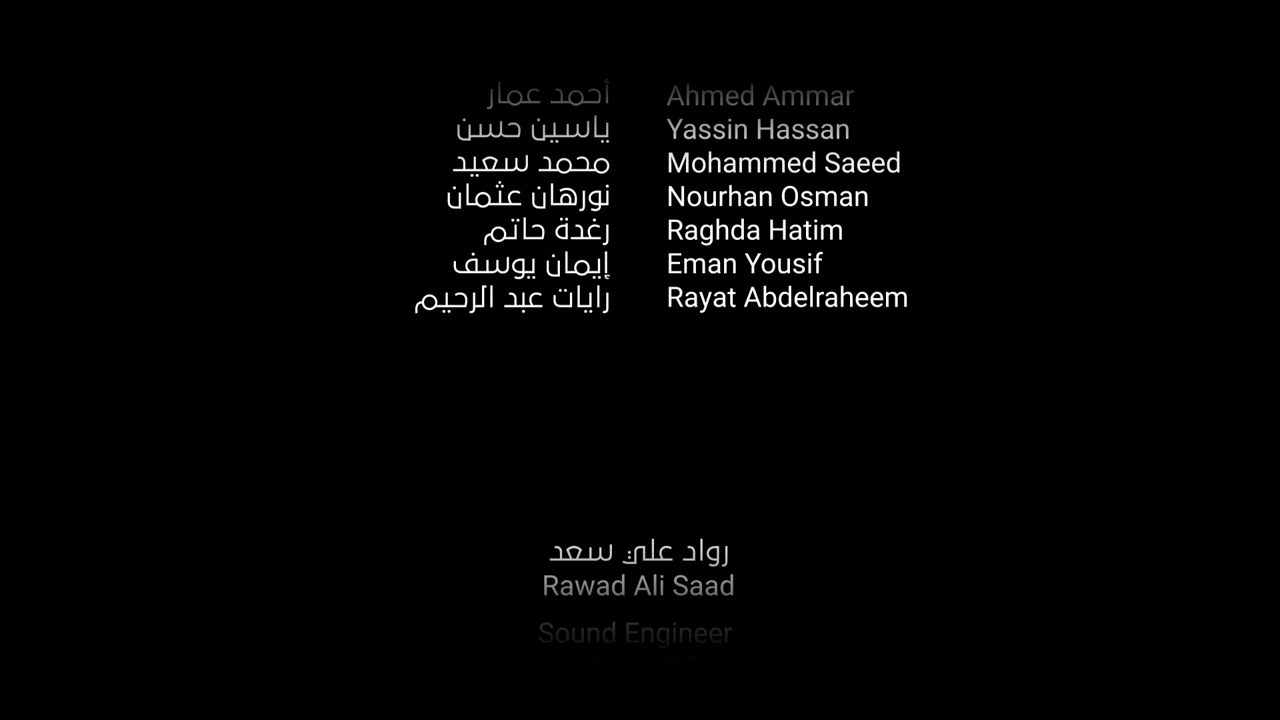 أحمد عمار Ahmed Ammar
ياسين حسن Yassin Hassan
محمد سعيد Mohammed Saeed
نورهان عثمان Nourhan Osman
رغدة حاتم Raghda Hatim
إيمان يوسف Eman Yousif
رايات عبد الرحيم Rayat Abdelraheem
رواد علي سعد
Rawad Ali Saad
Sound Engineer